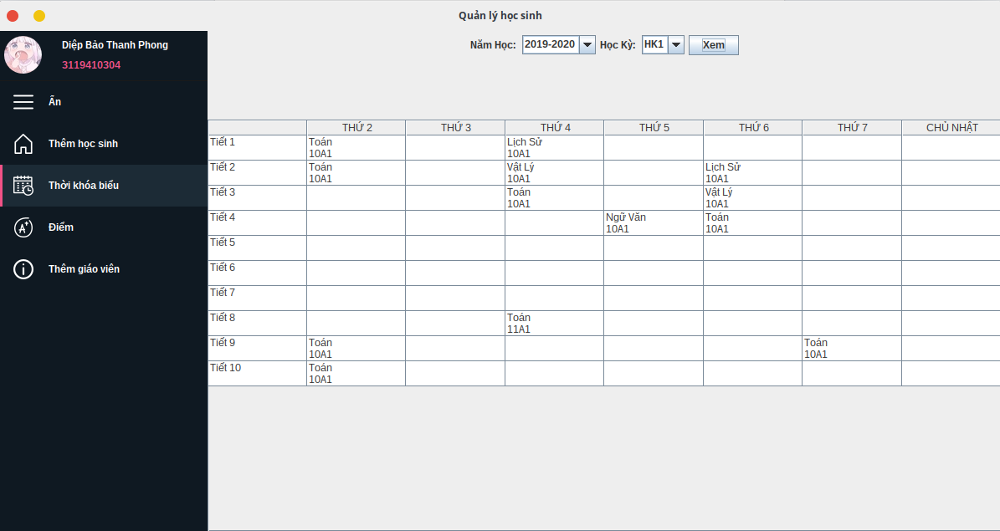 Quản lý học sinh
Diệp Bảo Thanh Phong
3119410304
Ẩn
Thêm học sinh
Thời khóa biểu
Điểm
Thêm giáo viên
Năm Học: 2019-2020 Học Kỳ: HK1 Xem
THỨ 2 THỨ 3 THỨ 4 THỨ 5 THỨ 6 THỨ 7 CHỦ NHẬT
Tiết 1 Toán Lịch Sử
10A1 10A1
Tiết 2 Toán Vật Lý Lịch Sử
10A1 10A1 10A1
Tiết 3 Toán Vật Lý
10A1 10A1
Tiết 4 Ngữ Văn Toán
10A1 10A1
Tiết 5
Tiết 6
Tiết 7
Tiết 8 Toán
11A1
Tiết 9 Toán Toán
10A1 10A1
Tiết 10 Toán
10A1